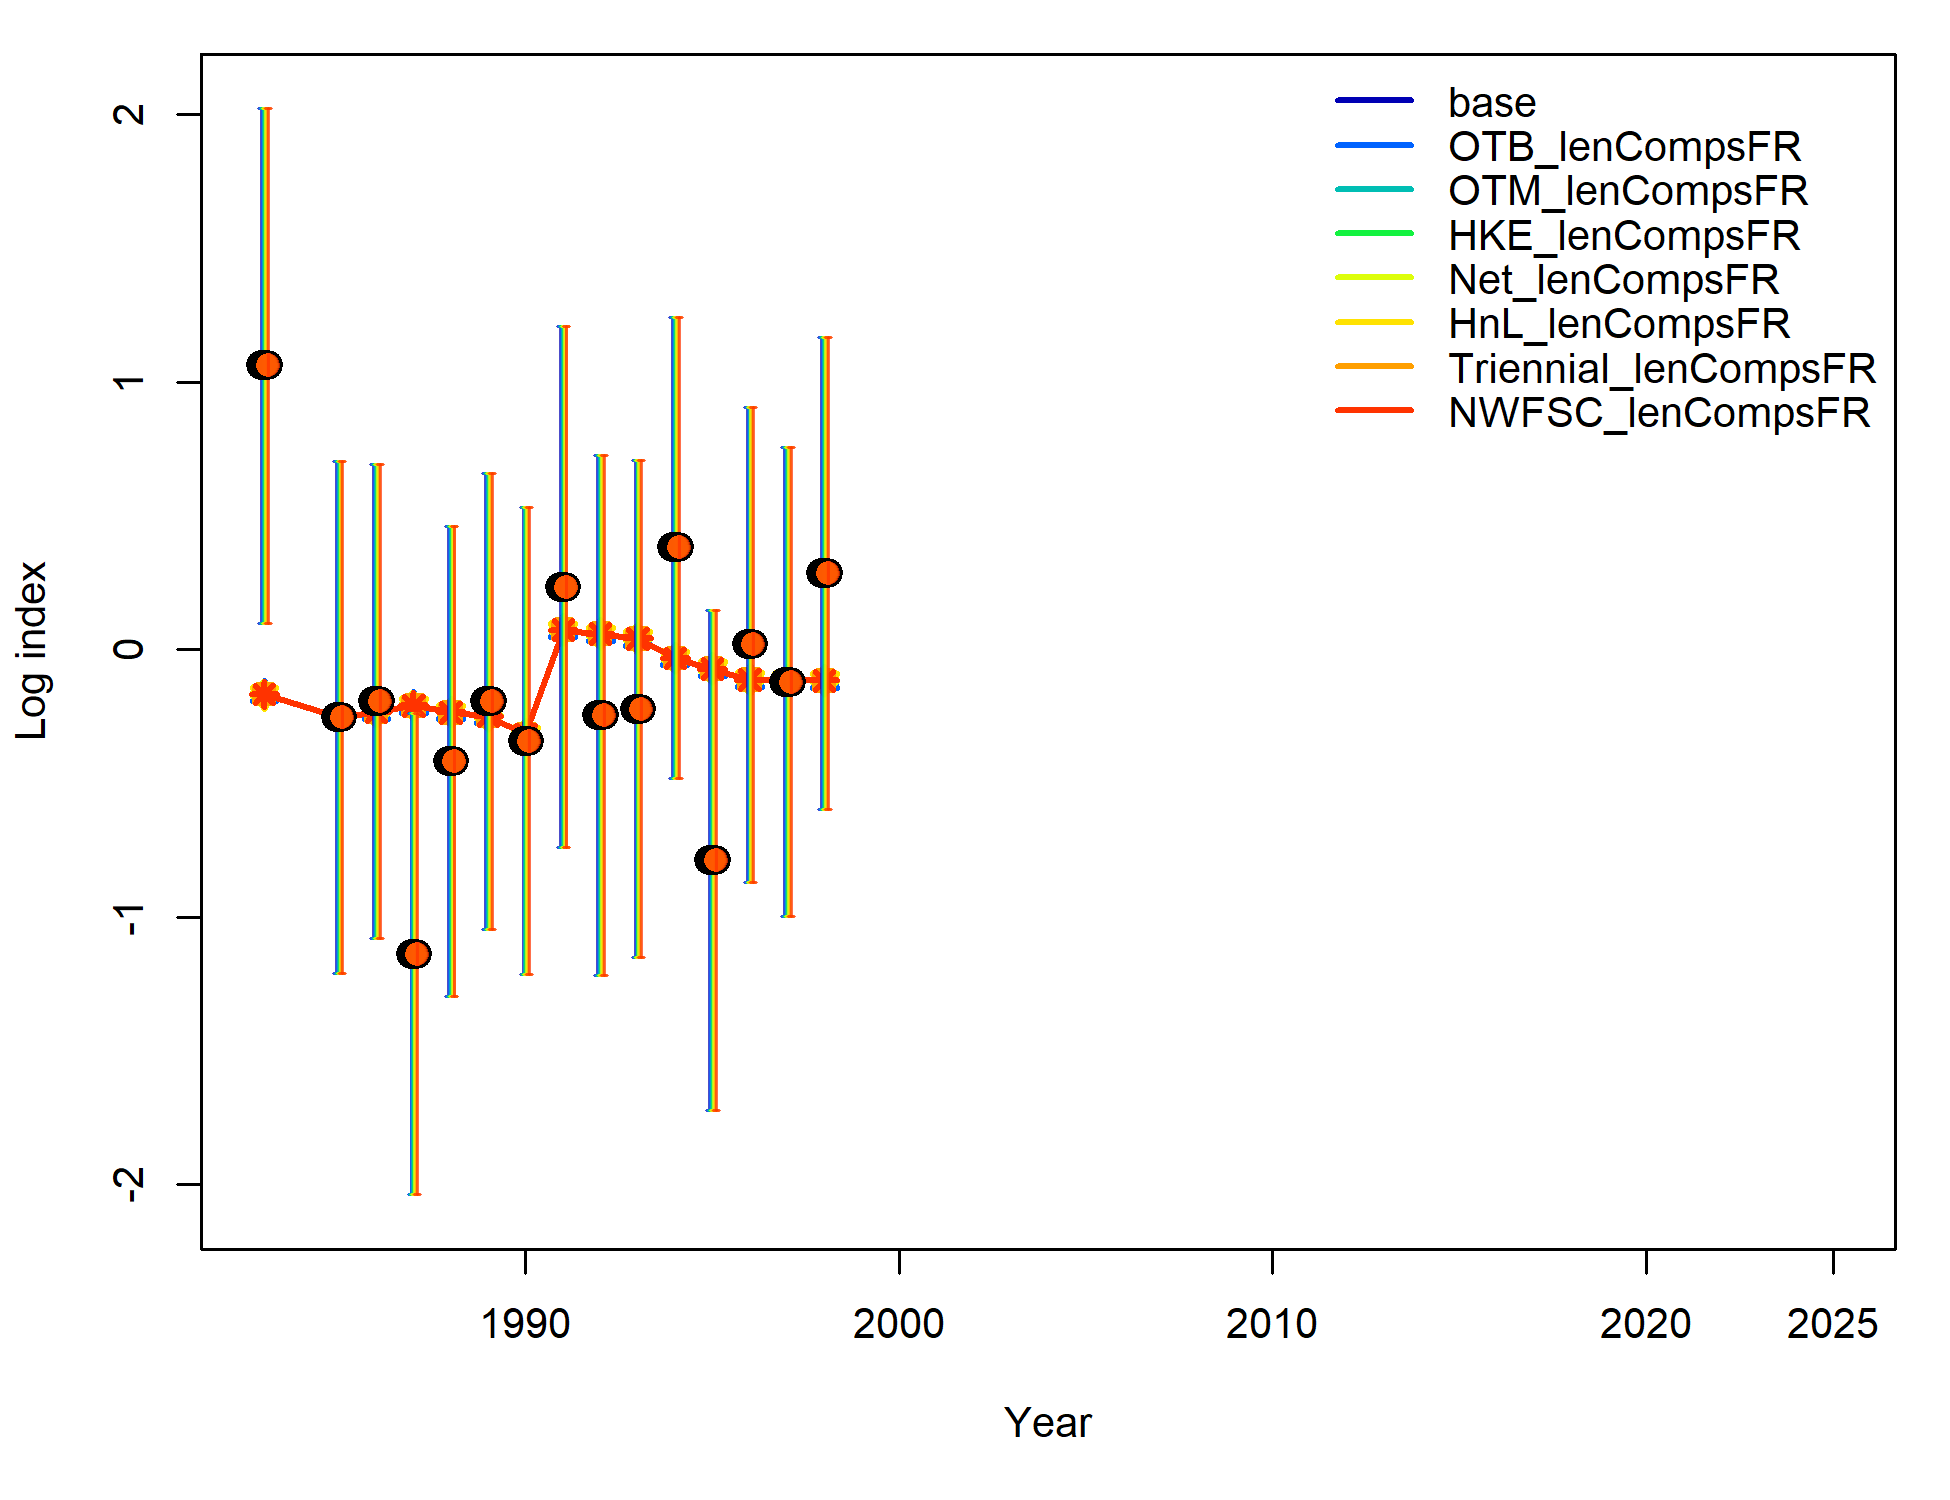 base
OTB_lenCompsFR
OTM_lenCompsFR
HKE_lenCompsFR
Net_lenCompsFR
HnL_lenCompsFR
Triennial_lenCompsFR
NWFSC_lenCompsFR
2
1
0
-1
-2
Log index
1990 2000 2010 2020 2025
Year